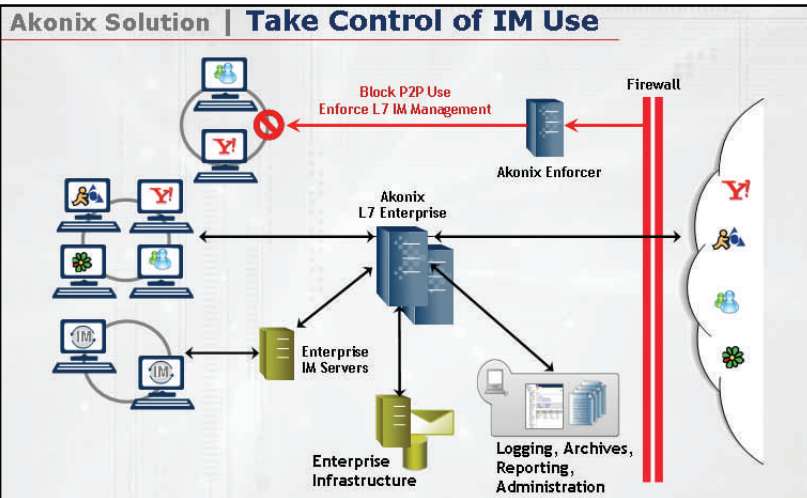 Akonix Solution | Take Control of IM Use
Block P2P Use
Enforce L7 IM Management
Firewall
Akonix Enforcer
Y!
Y!
Akonix
L7 Enterprise
Y!
IM
IM
Enterprise
IM Servers
Enterprise
Infrastructure
Logging, Archives,
Reporting,
Administration